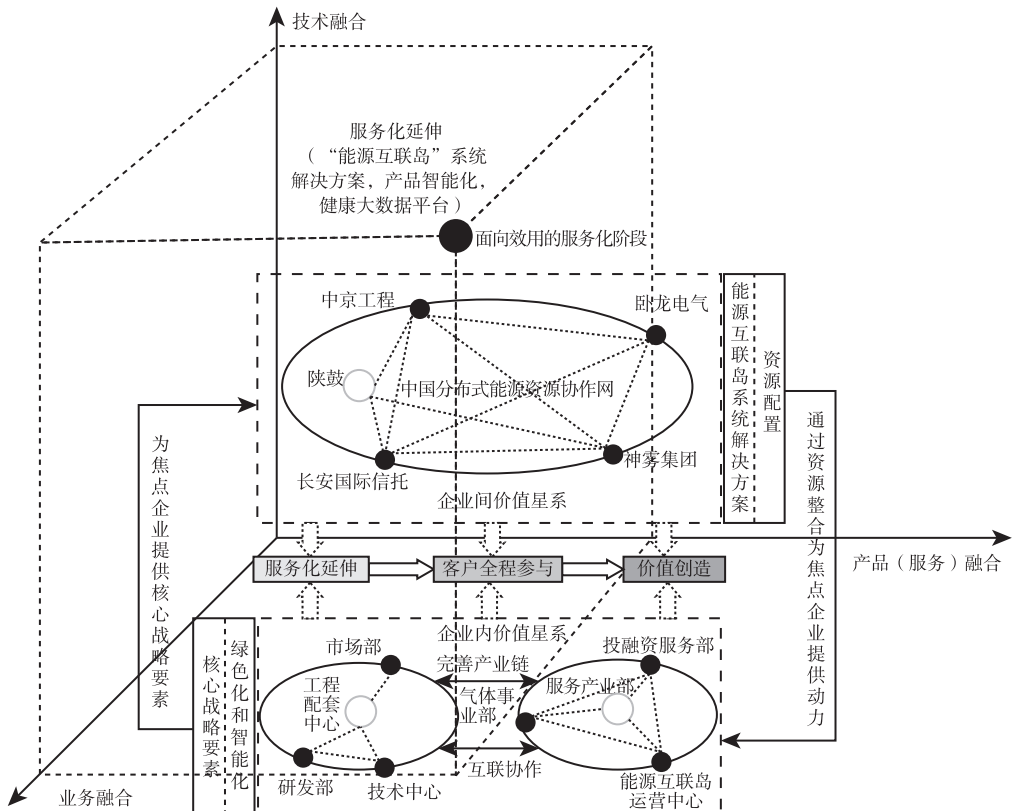 技术融合
服务化延伸
（“能源互联岛”系统
解决方案，产品智能化，
健康大数据平台）
面向效用的服务化阶段
中京工程
卧龙电气
陕鼓
中国分布式能源资源协作网
长安国际信托
神雾集团
企业间价值星系
能源互联岛系统解决方案
资源配置
为焦点企业提供核心战略要素
通过资源整合为焦点企业提供动力
产品（服务）融合
服务化延伸
客户全程参与
价值创造
企业内价值星系
核心战略要素
绿色化和智能化
市场部
工程
配套
中心
研发部
技术中心
完善产业链
气体事
业部
互联协作
投融资服务部
服务产业部
能源互联岛
运营中心
业务融合